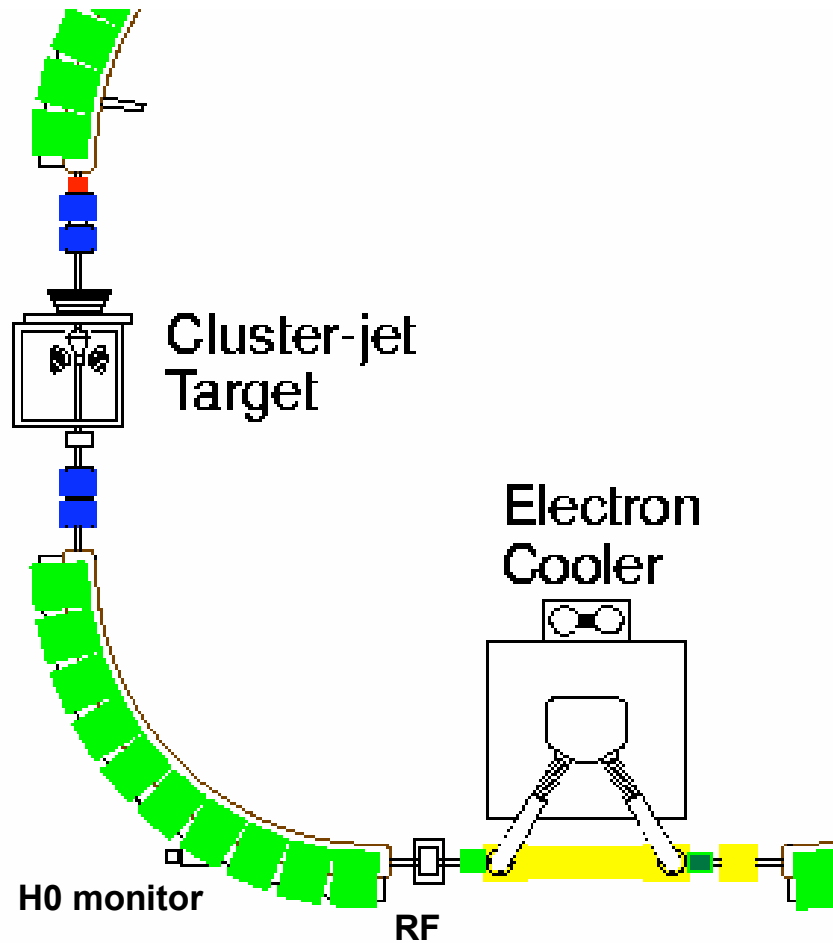 Cluster-jet
Target
Electron
Cooler
H0 monitor
RF